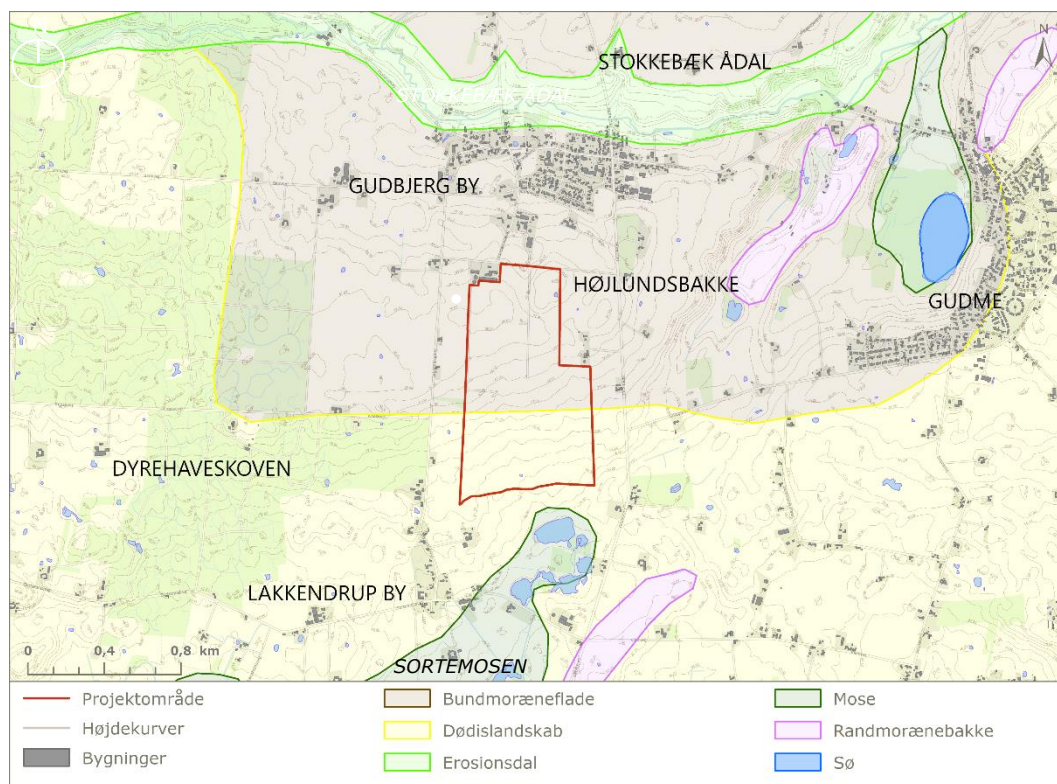 STOKKEBÆK ÅDAL
N
STOKKEBÆK ÅDAL
GUDBJERG BY
HØJLUNDSBAKKE
GUDME
DYREHAVESKOVEN
LAKKENDRUP BY
0 0,4 0,8 km
SORTEMOSEN
Projektområde
Højdekurver
Bygninger
Bundmoræneflade
Dødislandskab
Erosionsdal
Mose
Randmorænebakke
Sø